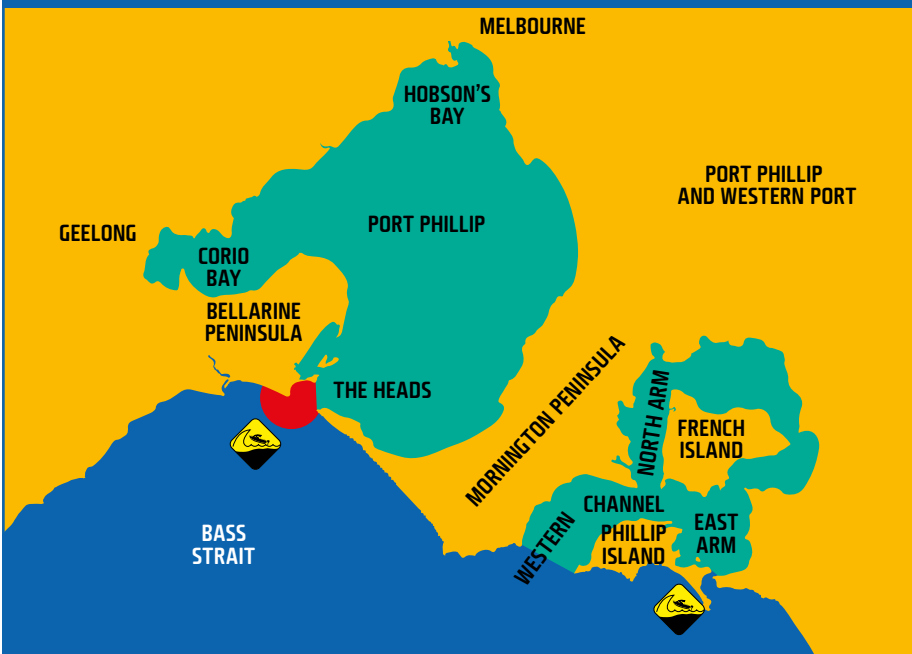 MELBOURNE
HOBSON'S
BAY
PORT PHILLIP
AND WESTERN PORT
PORT PHILLIP
GEELONG
CORIO
BAY
BELLARINE
PENINSULA
THE HEADS
MORNINGTON PENINSULA
NORTH ARM
FRENCH
ISLAND
WESTERN
CHANNEL
PHILLIP
ISLAND
EAST
ARM
BASS
STRAIT